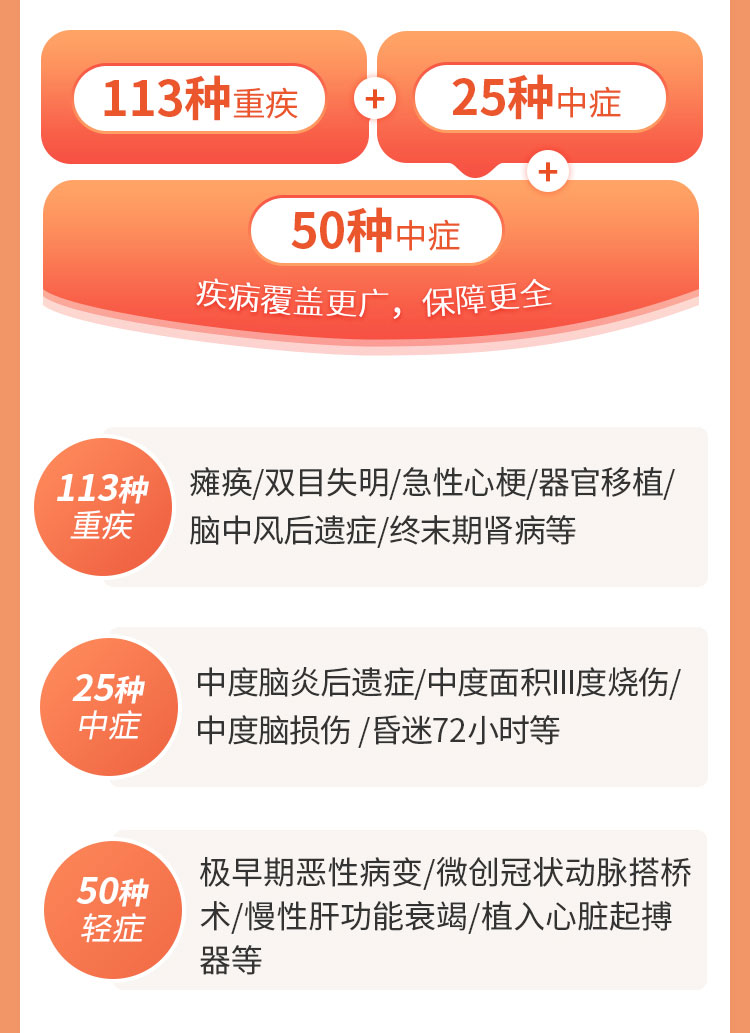 113种重疾
+
25种中症
+
50种中症
疾病覆盖更广，保障更全
113种
重疾
瘫痪/双目失明/急性心梗/器官移植/
脑中风后遗症/终末期肾病等
25种
中症
中度脑炎后遗症/中度面积Ⅲ度烧伤/
中度脑损伤 /昏迷72小时等
50种
轻症
极早期恶性病变/微创冠状动脉搭桥
术/慢性肝功能衰竭/植入心脏起搏
器等